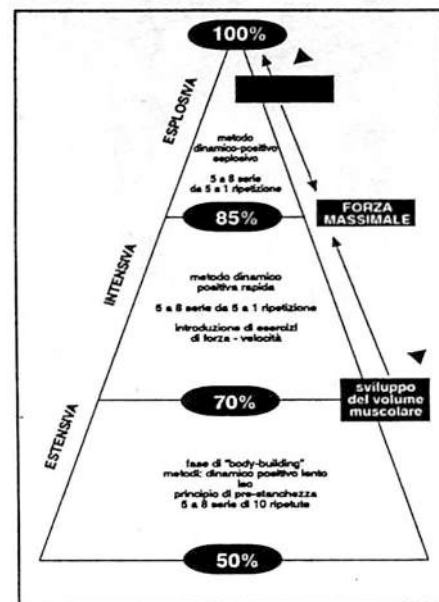 100%
ESPLOSIVA
metodo
dinamico-positivo
esplosivo
5 a 8 serie
da 5 a 1 ripetizione
85%
FORZA
MASSIMALE
INTENSIVA
metodo dinamico
positiva rapida
5 a 8 serie da 5 a 1 ripetizione
introduzione di esercizi
di forza - velocità
70%
sviluppo
del volume
muscolare
ESTENSIVA
fase di "body-building"
metodi: dinamico positivo lento
iso
principio di pre-stanchezza
5 a 8 serie di 10 ripetute
50%